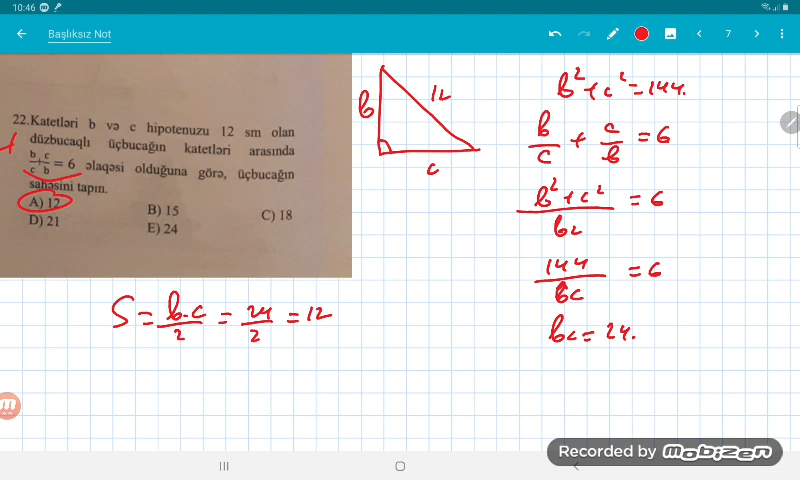 10:46
Başlıksız Not
7
22.Katetləri b və c hipotenuzu 12 sm olan
düzbucaqlı üçbucağın katetləri arasında
b/c + c/b = 6 əlaqəsi olduğuna görə, üçbucağın
sahəsini tapın.
A) 12 B) 15 C) 18
D) 21 E) 24
b
12
c
b² + c² = 144.
b/c + c/b = 6
b² + c² / bc = 6
144 / bc = 6
bc = 24.
S = b·c / 2 = 24 / 2 = 12
Recorded by
mobizen